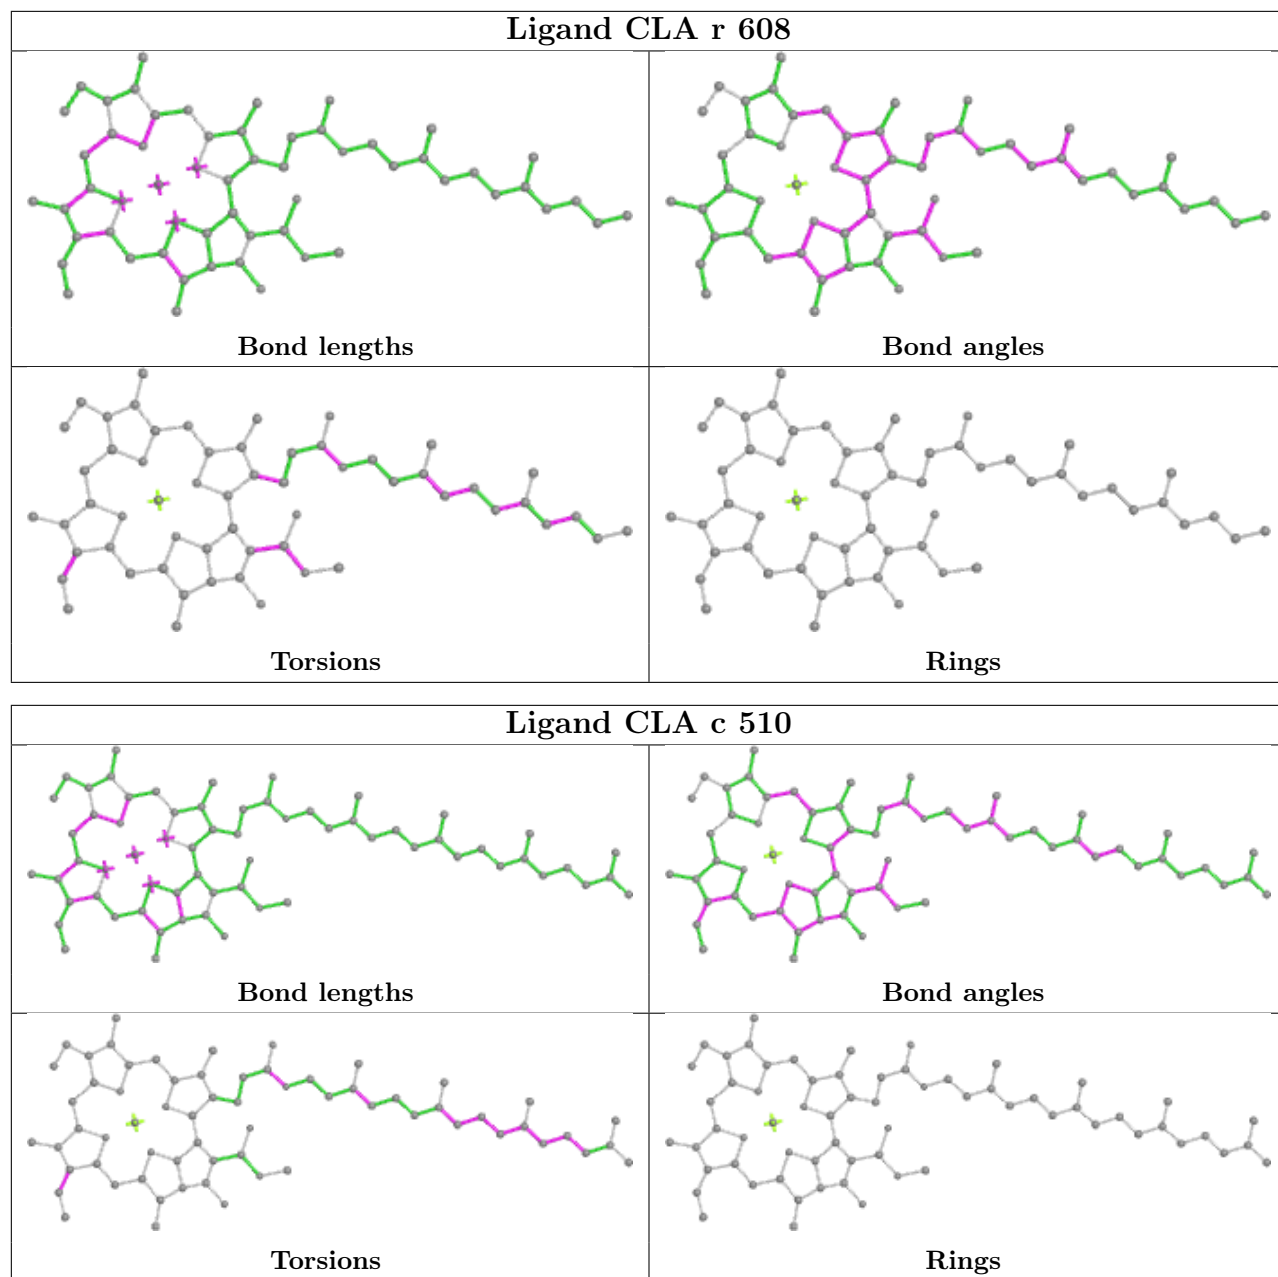 Ligand CLA r 608
Bond lengths
Bond angles
Torsions
Rings
Ligand CLA c 510
Bond lengths
Bond angles
Torsions
Rings